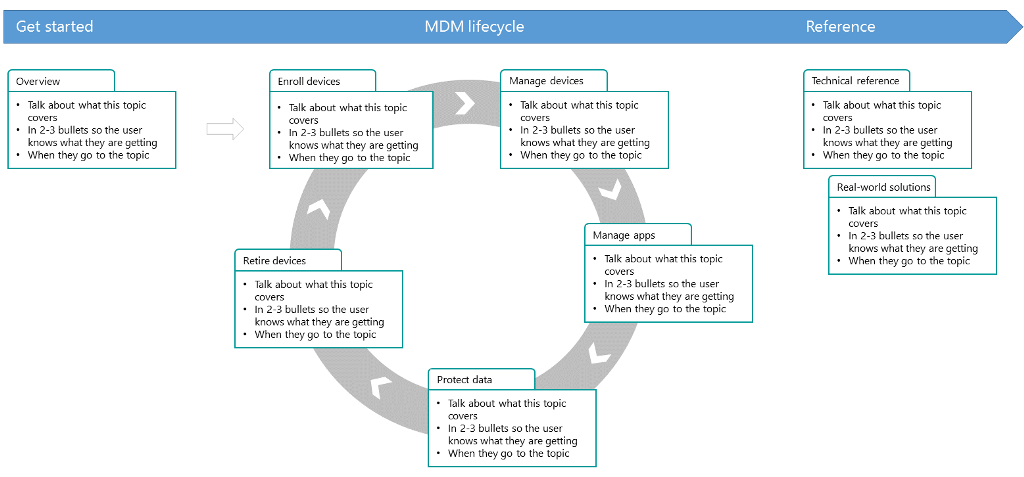 Get started
MDM lifecycle
Reference
Overview
• Talk about what this topic
covers
• In 2-3 bullets so the user
knows what they are getting
• When they go to the topic
Enroll devices
• Talk about what this topic
covers
• In 2-3 bullets so the user
knows what they are getting
• When they go to the topic
Manage devices
• Talk about what this topic
covers
• In 2-3 bullets so the user
knows what they are getting
• When they go to the topic
Manage apps
• Talk about what this topic
covers
• In 2-3 bullets so the user
knows what they are getting
• When they go to the topic
Protect data
• Talk about what this topic
covers
• In 2-3 bullets so the user
knows what they are getting
• When they go to the topic
Retire devices
• Talk about what this topic
covers
• In 2-3 bullets so the user
knows what they are getting
• When they go to the topic
Technical reference
• Talk about what this topic
covers
• In 2-3 bullets so the user
knows what they are getting
• When they go to the topic
Real-world solutions
• Talk about what this topic
covers
• In 2-3 bullets so the user
knows what they are getting
• When they go to the topic